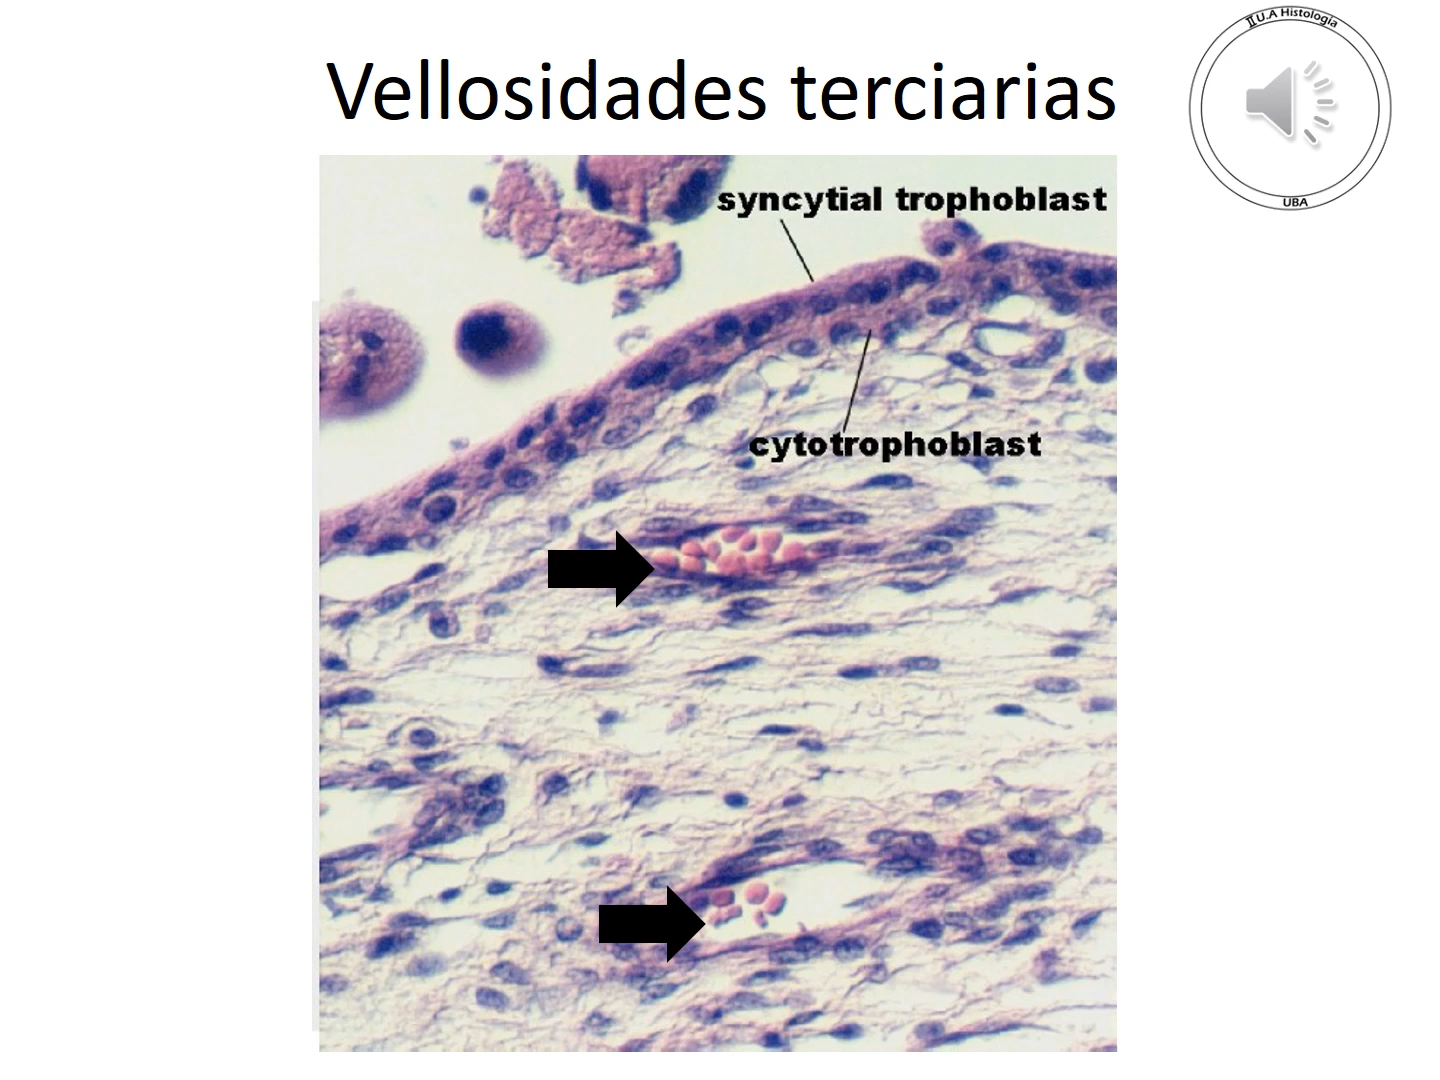 II U.A Histología
Vellosidades terciarias
UBA
syncytial trophoblast
cytotrophoblast